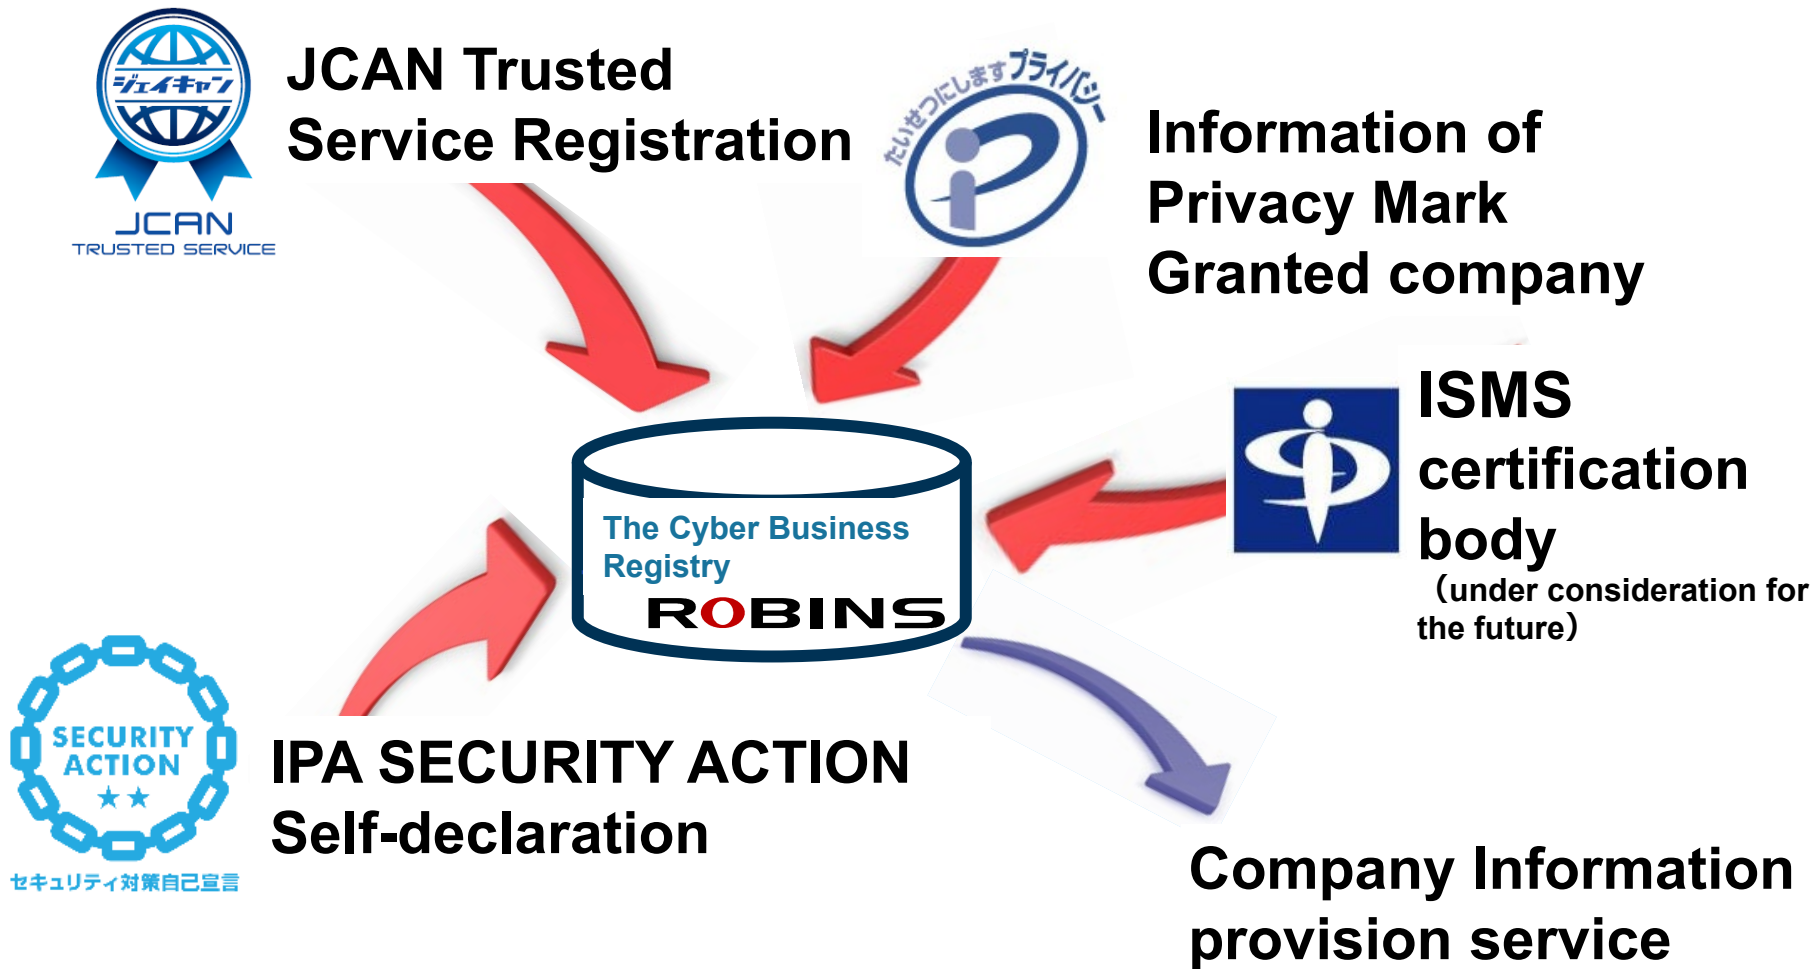 ジェイキャン
JCAN
TRUSTED SERVICE
JCAN Trusted
Service Registration
たいせつにしますプライバシー
Information of
Privacy Mark
Granted company
ISMS
certification
body
（under consideration for
the future）
The Cyber Business
Registry
ROBINS
SECURITY
ACTION
★★
セキュリティ対策自己宣言
IPA SECURITY ACTION
Self-declaration
Company Information
provision service